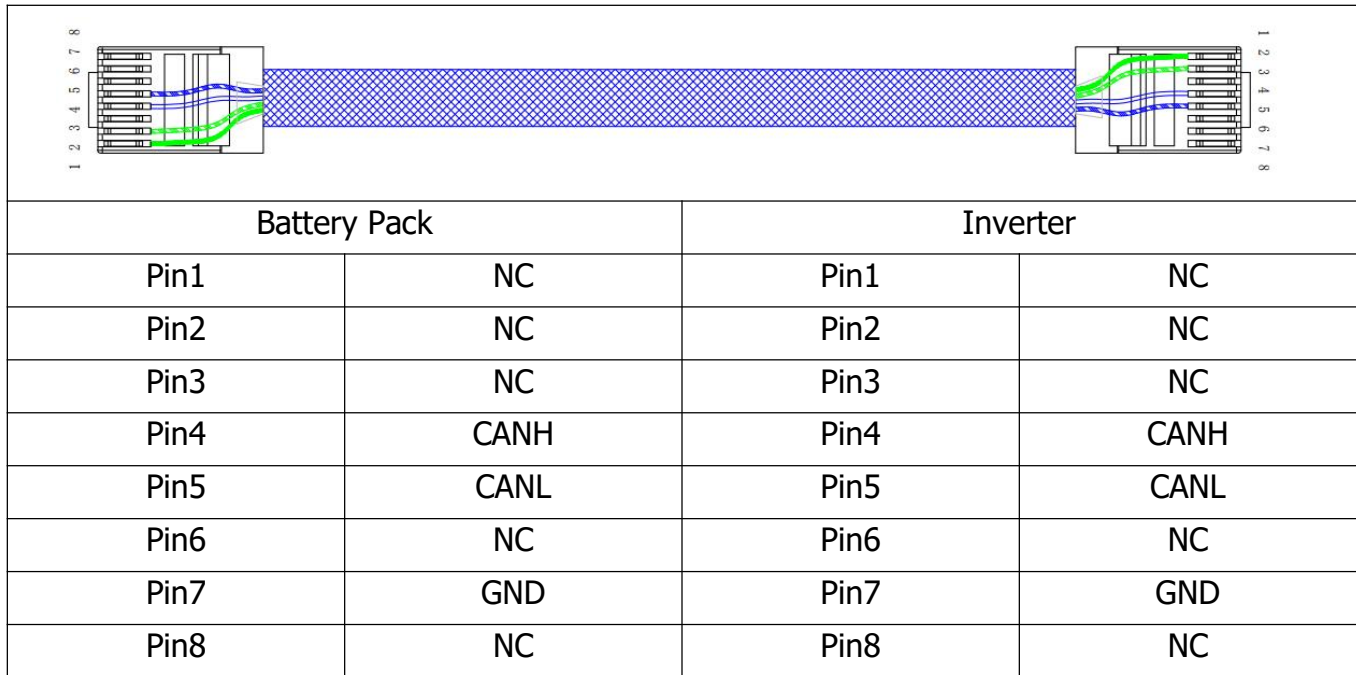 8
7
6
5
4
3
2
1
1
2
3
4
5
6
7
8
Battery Pack Inverter
Pin1 NC Pin1 NC
Pin2 NC Pin2 NC
Pin3 NC Pin3 NC
Pin4 CANH Pin4 CANH
Pin5 CANL Pin5 CANL
Pin6 NC Pin6 NC
Pin7 GND Pin7 GND
Pin8 NC Pin8 NC